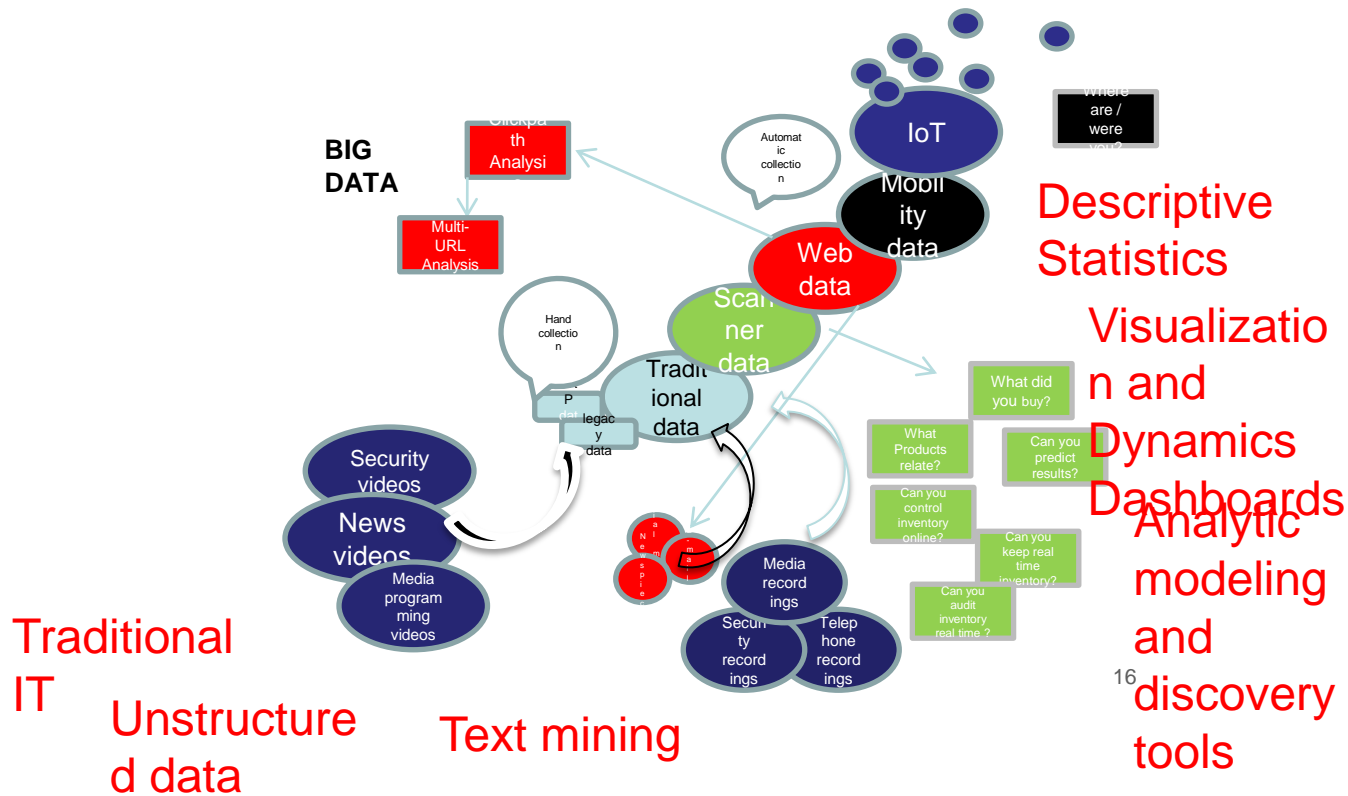 IoT
Where
are /
were
you?
Automat
ic
collectio
n
BIG
DATA
Clickpa
th
Analysi
Mobil
ity
data
Descriptive
Statistics
Multi-
URL
Analysis
Web
data
Scan
ner
data
Hand
collectio
n
Visualizatio
n and
Dynamics
Dashboards
Tradit
ional
data
What did
you buy?
P
dat
legac
y
data
What
Products
relate?
Can you
predict
results?
Security
videos
News
videos
Media
program
ming
videos
Can you
control
inventory
online?
Can you
keep real
time
inventory?
Can you
audit
inventory
real time ?
Analytic
modeling
and
discovery
tools
al
m
N
e
w
s
p
i
e
-
m
a
i
l
Media
record
ings
Securi
ty
record
ings
Telep
hone
record
ings
Traditional
IT
Unstructure
d data
Text mining
16